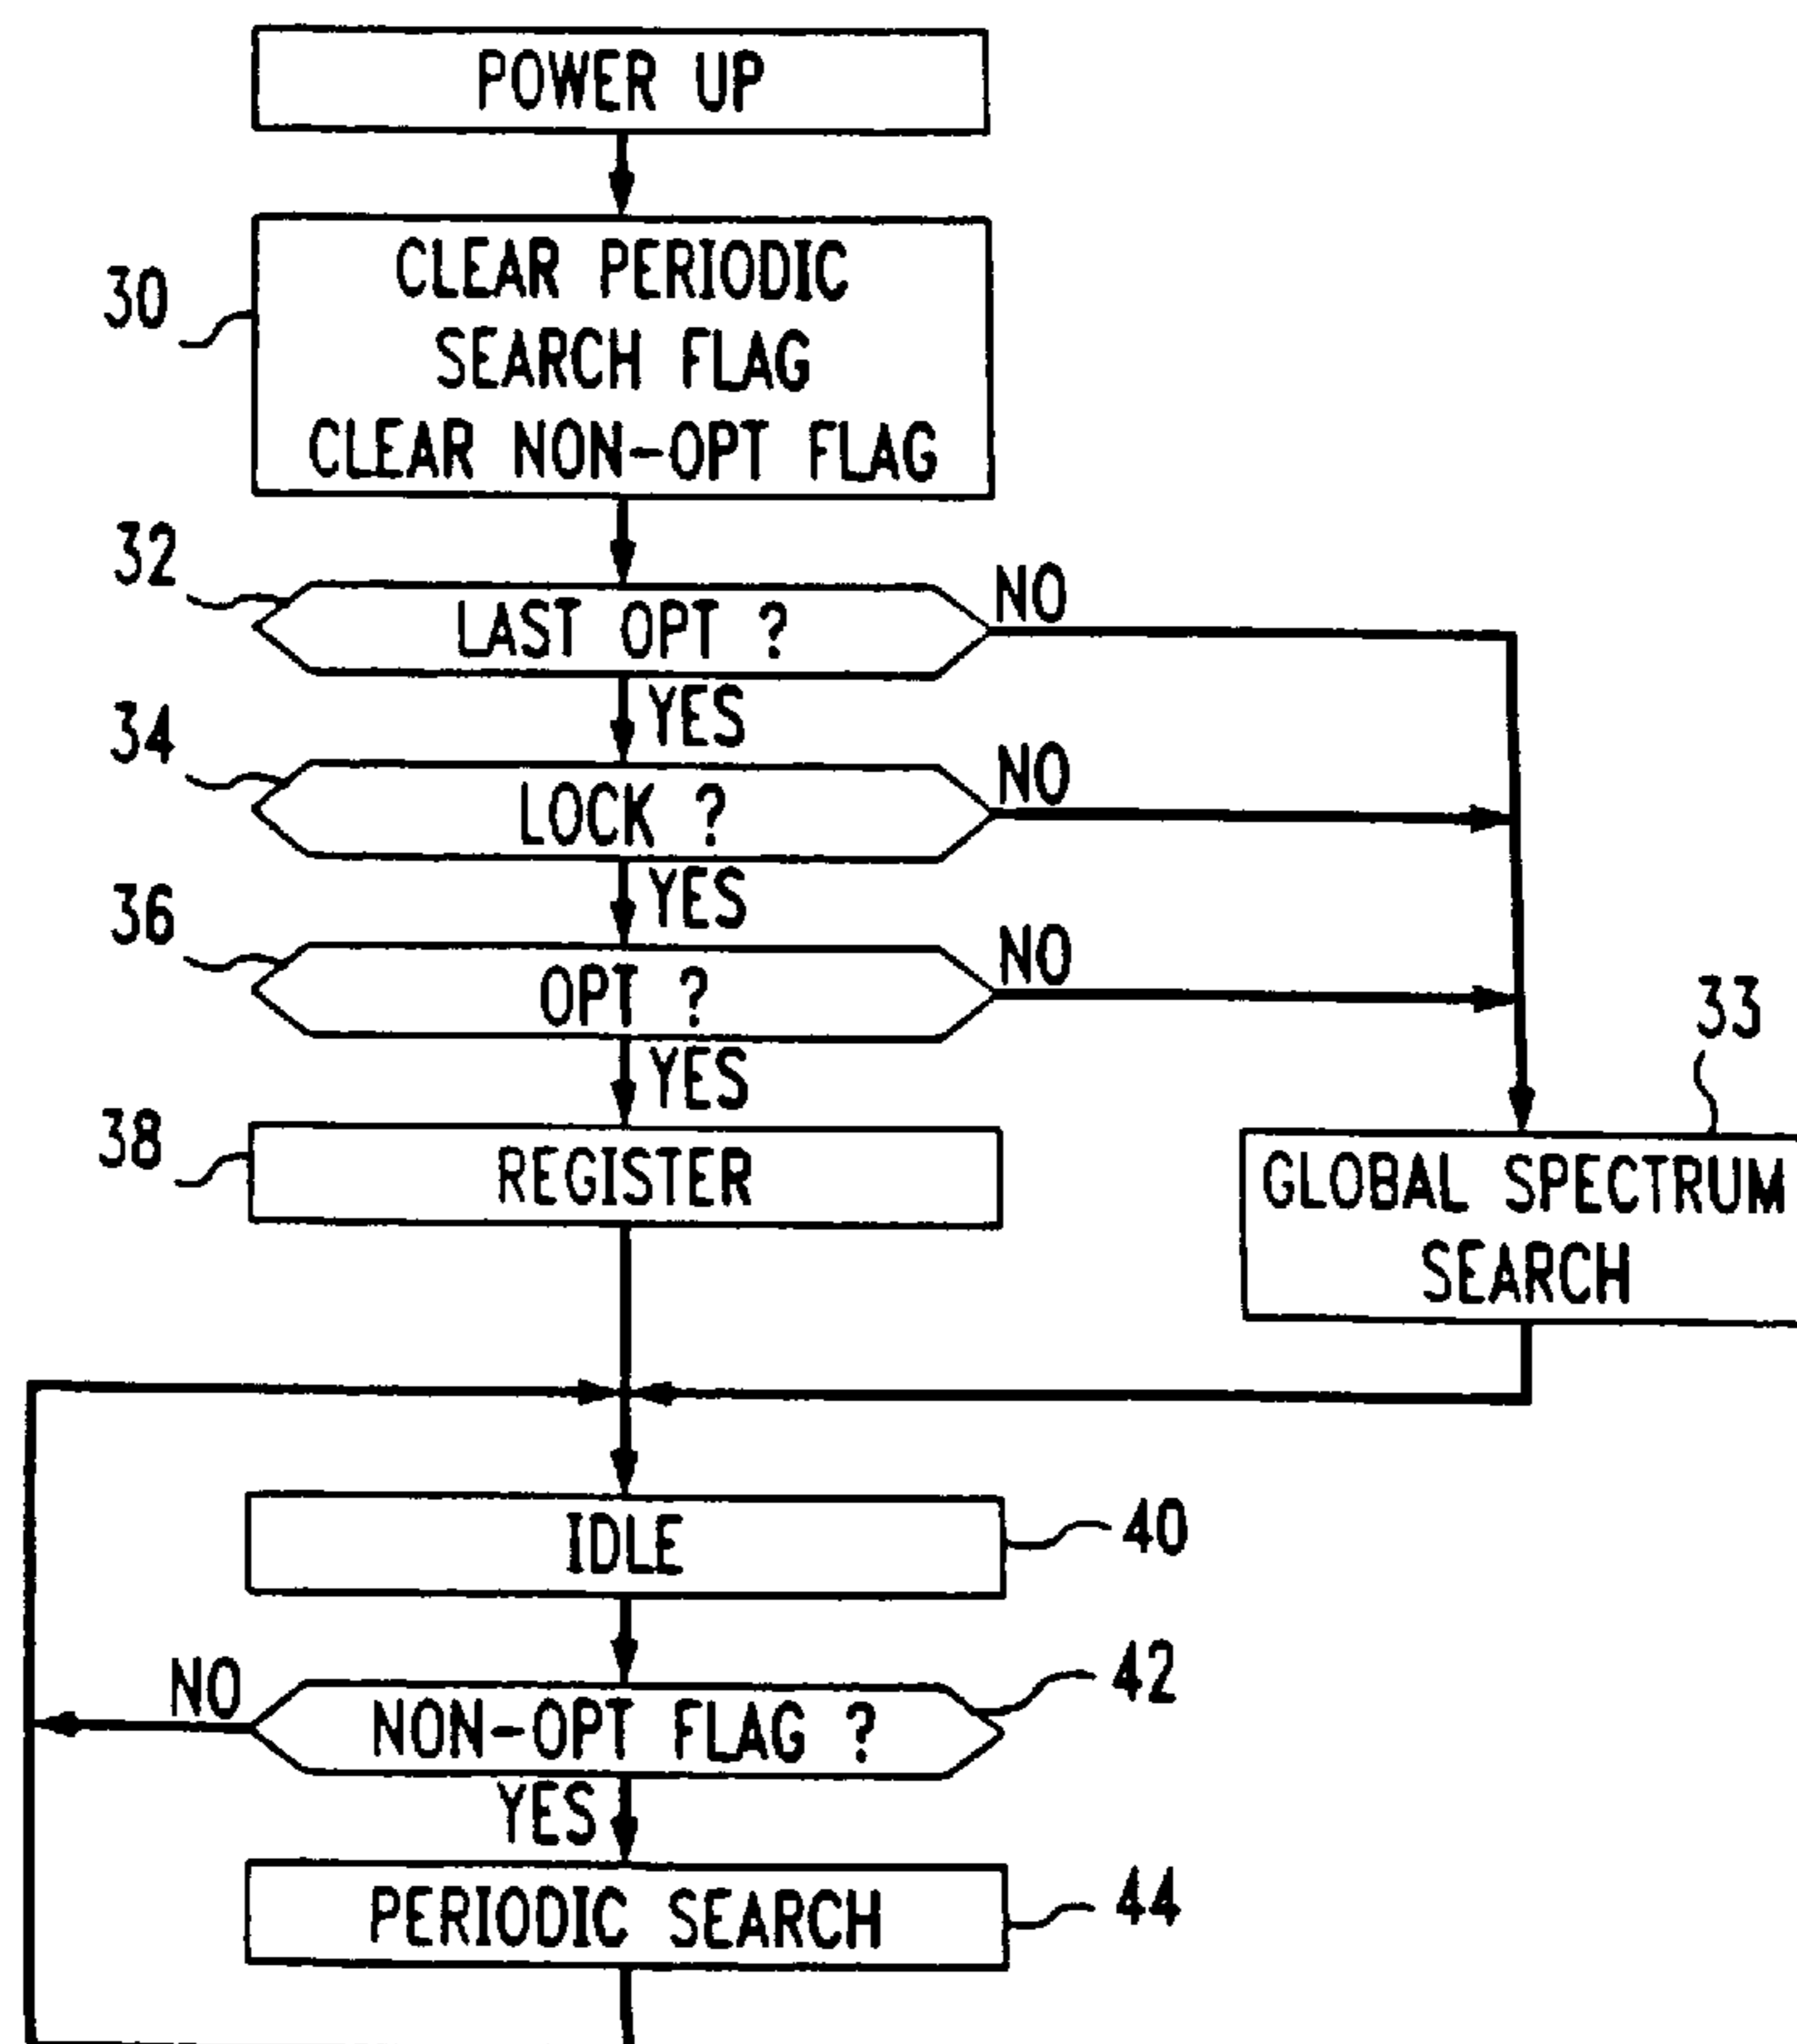 POWER UP
30
CLEAR PERIODIC
SEARCH FLAG
CLEAR NON-OPT FLAG
32
LAST OPT ?
NO
YES
34
LOCK ?
NO
YES
36
OPT ?
NO
YES
33
38
REGISTER
GLOBAL SPECTRUM
SEARCH
IDLE
40
NO
NON-OPT FLAG ?
42
YES
PERIODIC SEARCH
44